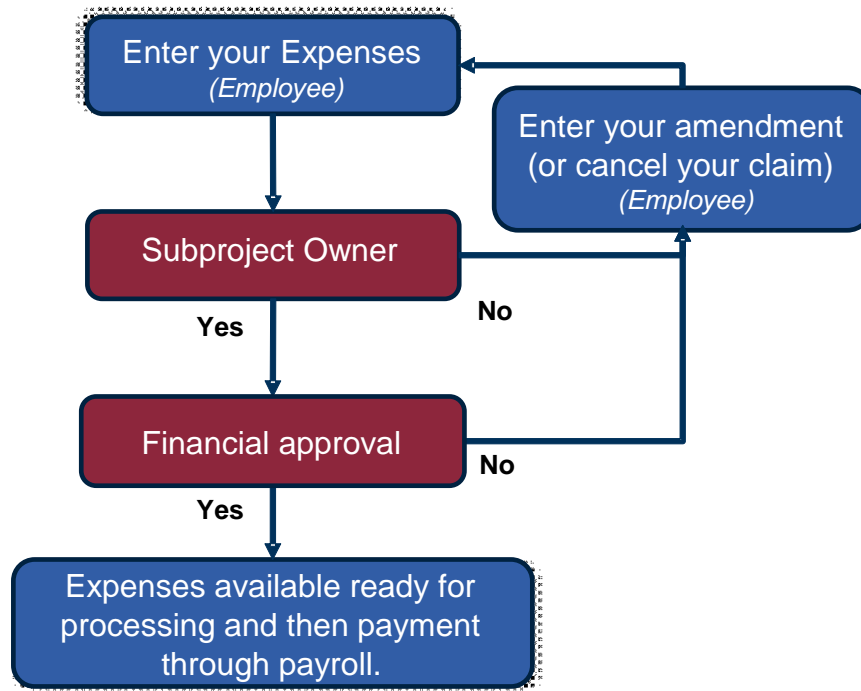 Enter your Expenses
(Employee)
Enter your amendment
(or cancel your claim)
(Employee)
Subproject Owner
Yes
No
Financial approval
No
Yes
Expenses available ready for
processing and then payment
through payroll.